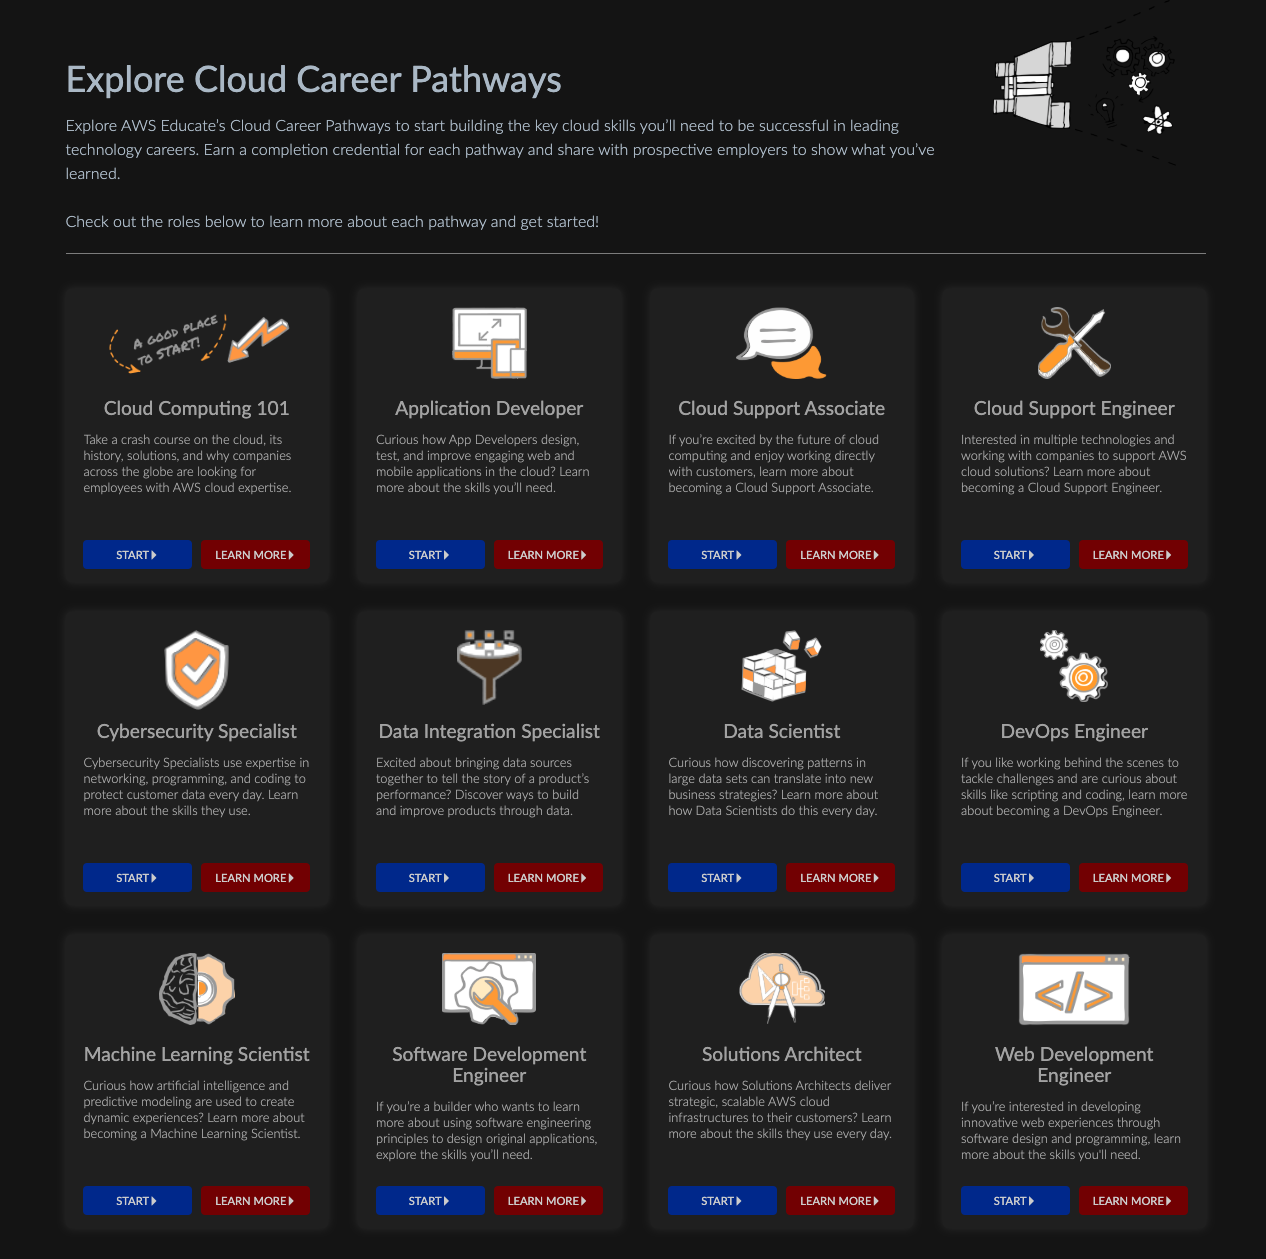 Explore Cloud Career Pathways
Explore AWS Educate's Cloud Career Pathways to start building the key cloud skills you'll need to be successful in leading
technology careers. Earn a completion credential for each pathway and share with prospective employers to show what you've
learned.
Check out the roles below to learn more about each pathway and get started!
A GOOD PLACE
TO START!
Cloud Computing 101
Take a crash course on the cloud, its
history, solutions, and why companies
across the globe are looking for
employees with AWS cloud expertise.
START
LEARN MORE
Application Developer
Curious how App Developers design,
test, and improve engaging web and
mobile applications in the cloud? Learn
more about the skills you'll need.
START
LEARN MORE
Cloud Support Associate
If you're excited by the future of cloud
computing and enjoy working directly
with customers, learn more about
becoming a Cloud Support Associate.
START
LEARN MORE
Cloud Support Engineer
Interested in multiple technologies and
working with companies to support AWS
cloud solutions? Learn more about
becoming a Cloud Support Engineer.
START
LEARN MORE
Cybersecurity Specialist
Cybersecurity Specialists use expertise in
networking, programming, and coding to
protect customer data every day. Learn
more about the skills they use.
START
LEARN MORE
Data Integration Specialist
Excited about bringing data sources
together to tell the story of a product's
performance? Discover ways to build
and improve products through data.
START
LEARN MORE
Data Scientist
Curious how discovering patterns in
large data sets can translate into new
business strategies? Learn more about
how Data Scientists do this every day.
START
LEARN MORE
DevOps Engineer
If you like working behind the scenes to
tackle challenges and are curious about
skills like scripting and coding, learn more
about becoming a DevOps Engineer.
START
LEARN MORE
Machine Learning Scientist
Curious how artificial intelligence and
predictive modeling are used to create
dynamic experiences? Learn more about
becoming a Machine Learning Scientist.
START
LEARN MORE
Software Development
Engineer
If you're a builder who wants to learn
more about using software engineering
principles to design original applications,
explore the skills you'll need.
START
LEARN MORE
Solutions Architect
Curious how Solutions Architects deliver
strategic, scalable AWS cloud
infrastructures to their customers? Learn
more about the skills they use every day.
START
LEARN MORE
</>
Web Development
Engineer
If you're interested in developing
innovative web experiences through
software design and programming, learn
more about the skills you'll need.
START
LEARN MORE